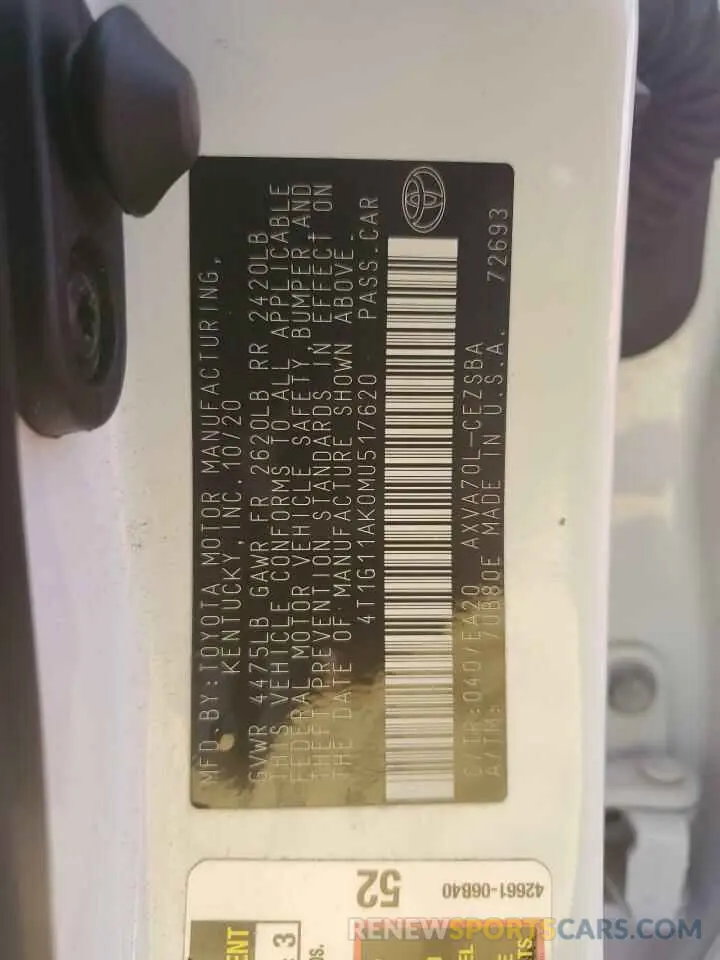 MFD.BY:TOYOTA MOTOR MANUFACTURING,
KENTUCKY,INC. 10/20
GVWR 4475LB GAWR FR 2620LB RR 2420LB
THIS VEHICLE CONFORMS TO ALL APPLICABLE
FEDERAL MOTOR VEHICLE SAFETY, BUMPER,AND
THEFT PREVENTION STANDARDS IN EFFECT ON
THE DATE OF MANUFACTURE SHOWN ABOVE.
4T1G11AK0MU517620 PASS.CAR
C/TR:040/EA20 AXVA70L-CEZSBA
A/TM: /UB80E MADE IN U.S.A. 72693
52
42661-06840
3
RENEWSPORTSCARS.COM